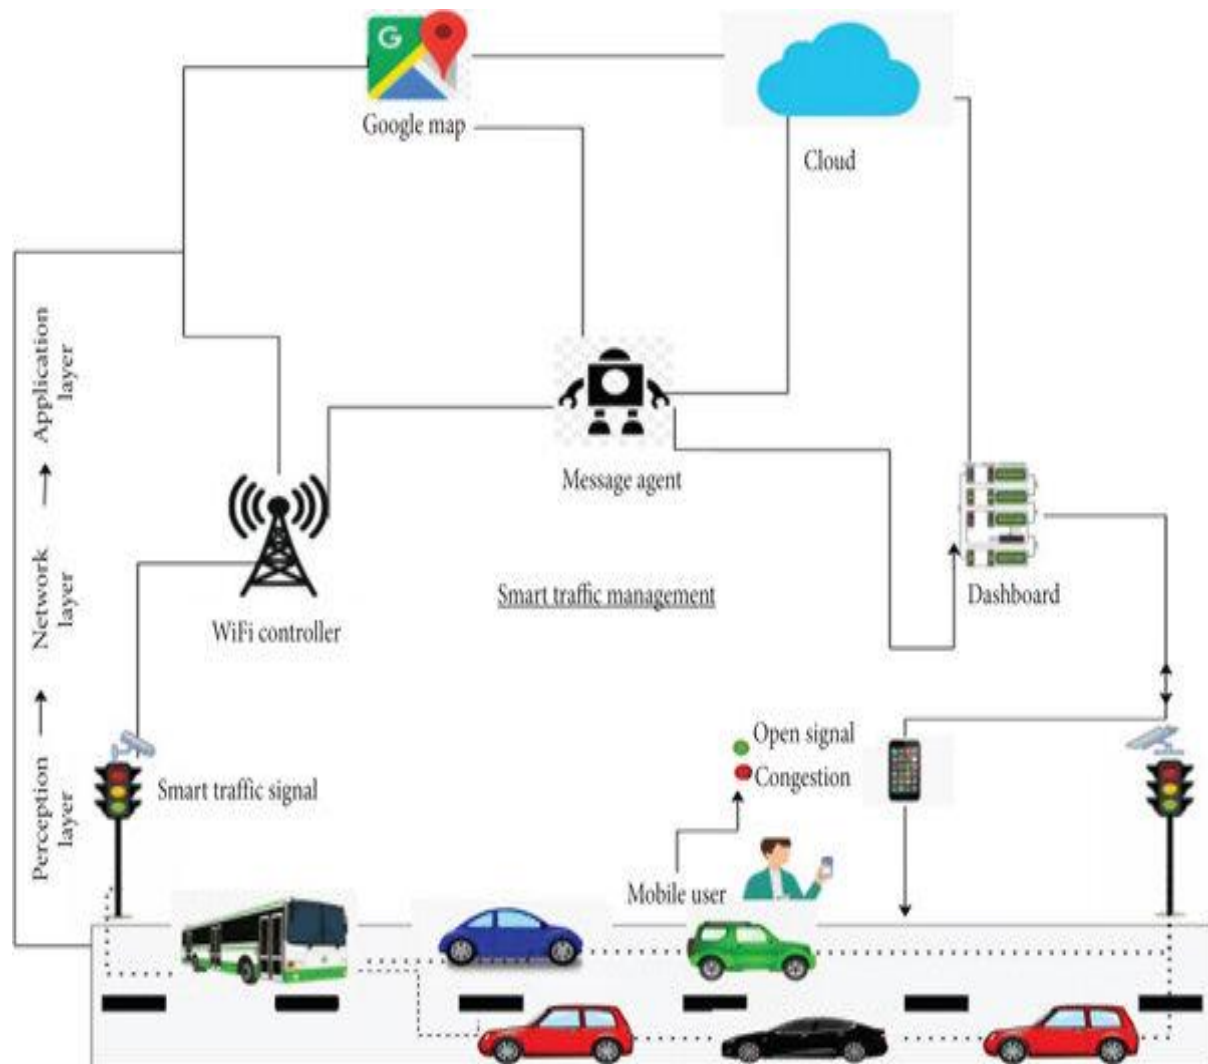 G
Google map
Cloud
Application
layer
Message agent
Network
layer
Smart traffic management
Dashboard
WiFi controller
Open signal
Congestion
Smart traffic signal
Perception
layer
Mobile user